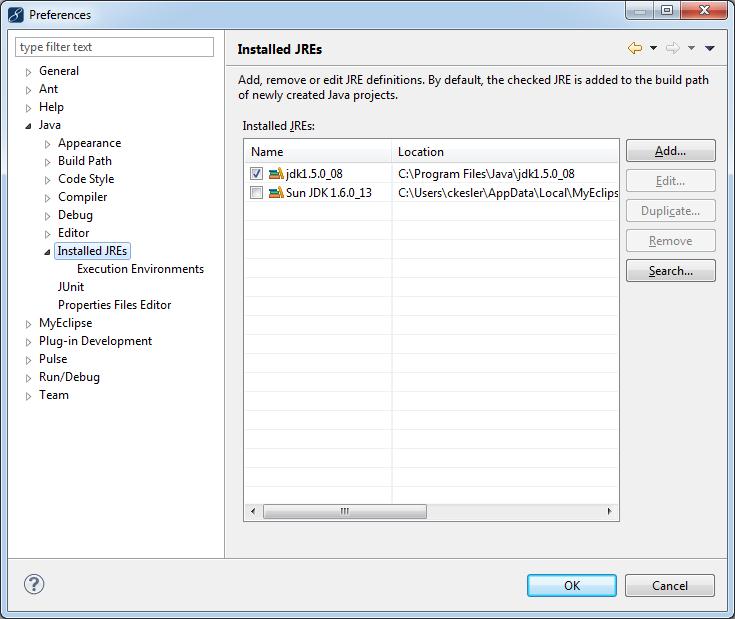 Preferences
type filter text
General
Ant
Help
Java
Appearance
Build Path
Code Style
Compiler
Debug
Editor
Installed JREs
Execution Environments
JUnit
Properties Files Editor
MyEclipse
Plug-in Development
Pulse
Run/Debug
Team
Installed JREs
Add, remove or edit JRE definitions. By default, the checked JRE is added to the build path
of newly created Java projects.
Installed JREs:
Name Location
jdk1.5.0_08 C:\Program Files\Java\jdk1.5.0_08
Sun JDK 1.6.0_13 C:\Users\ckesler\AppData\Local\MyEclips
Add...
Edit...
Duplicate...
Remove
Search...
OK Cancel